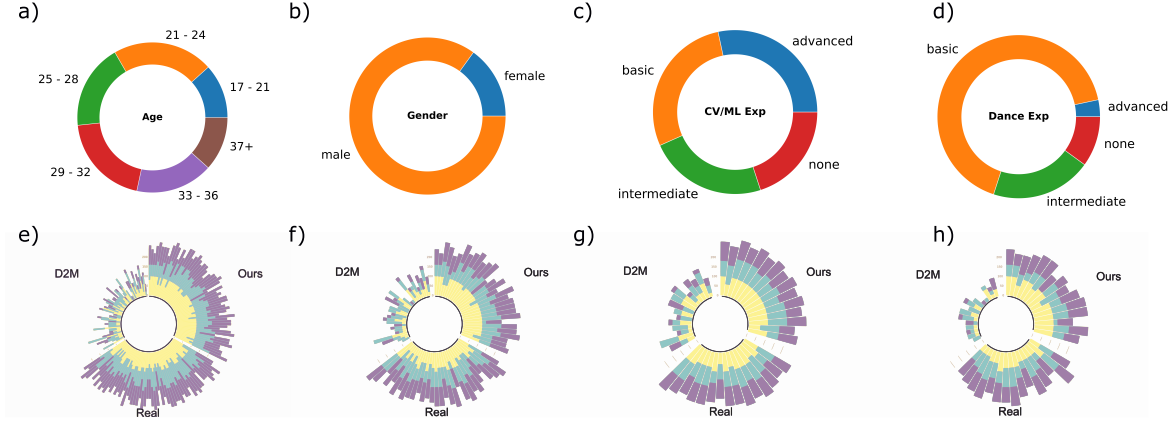 a)
b)
c)
d)
21 - 24
25 - 28
17 - 21
Age
37+
29 - 32
33 - 36
female
Gender
male
advanced
basic
CV/ML Exp
none
intermediate
basic
advanced
Dance Exp
none
intermediate
e)
f)
g)
h)
D2M
Ours
Real
D2M
Ours
Real
D2M
Ours
Real
D2M
Ours
Real